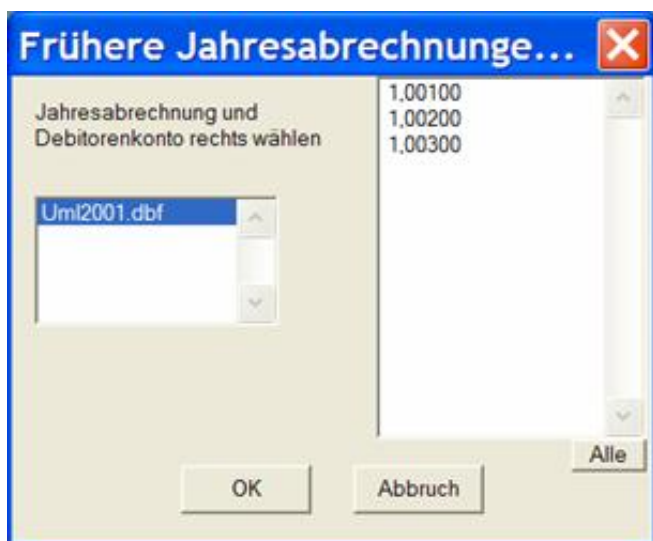 Frühere Jahresabrechnunge...
Jahresabrechnung und
Debitorenkonto rechts wählen
Uml2001.dbf
1,00100
1,00200
1,00300
Alle
OK
Abbruch